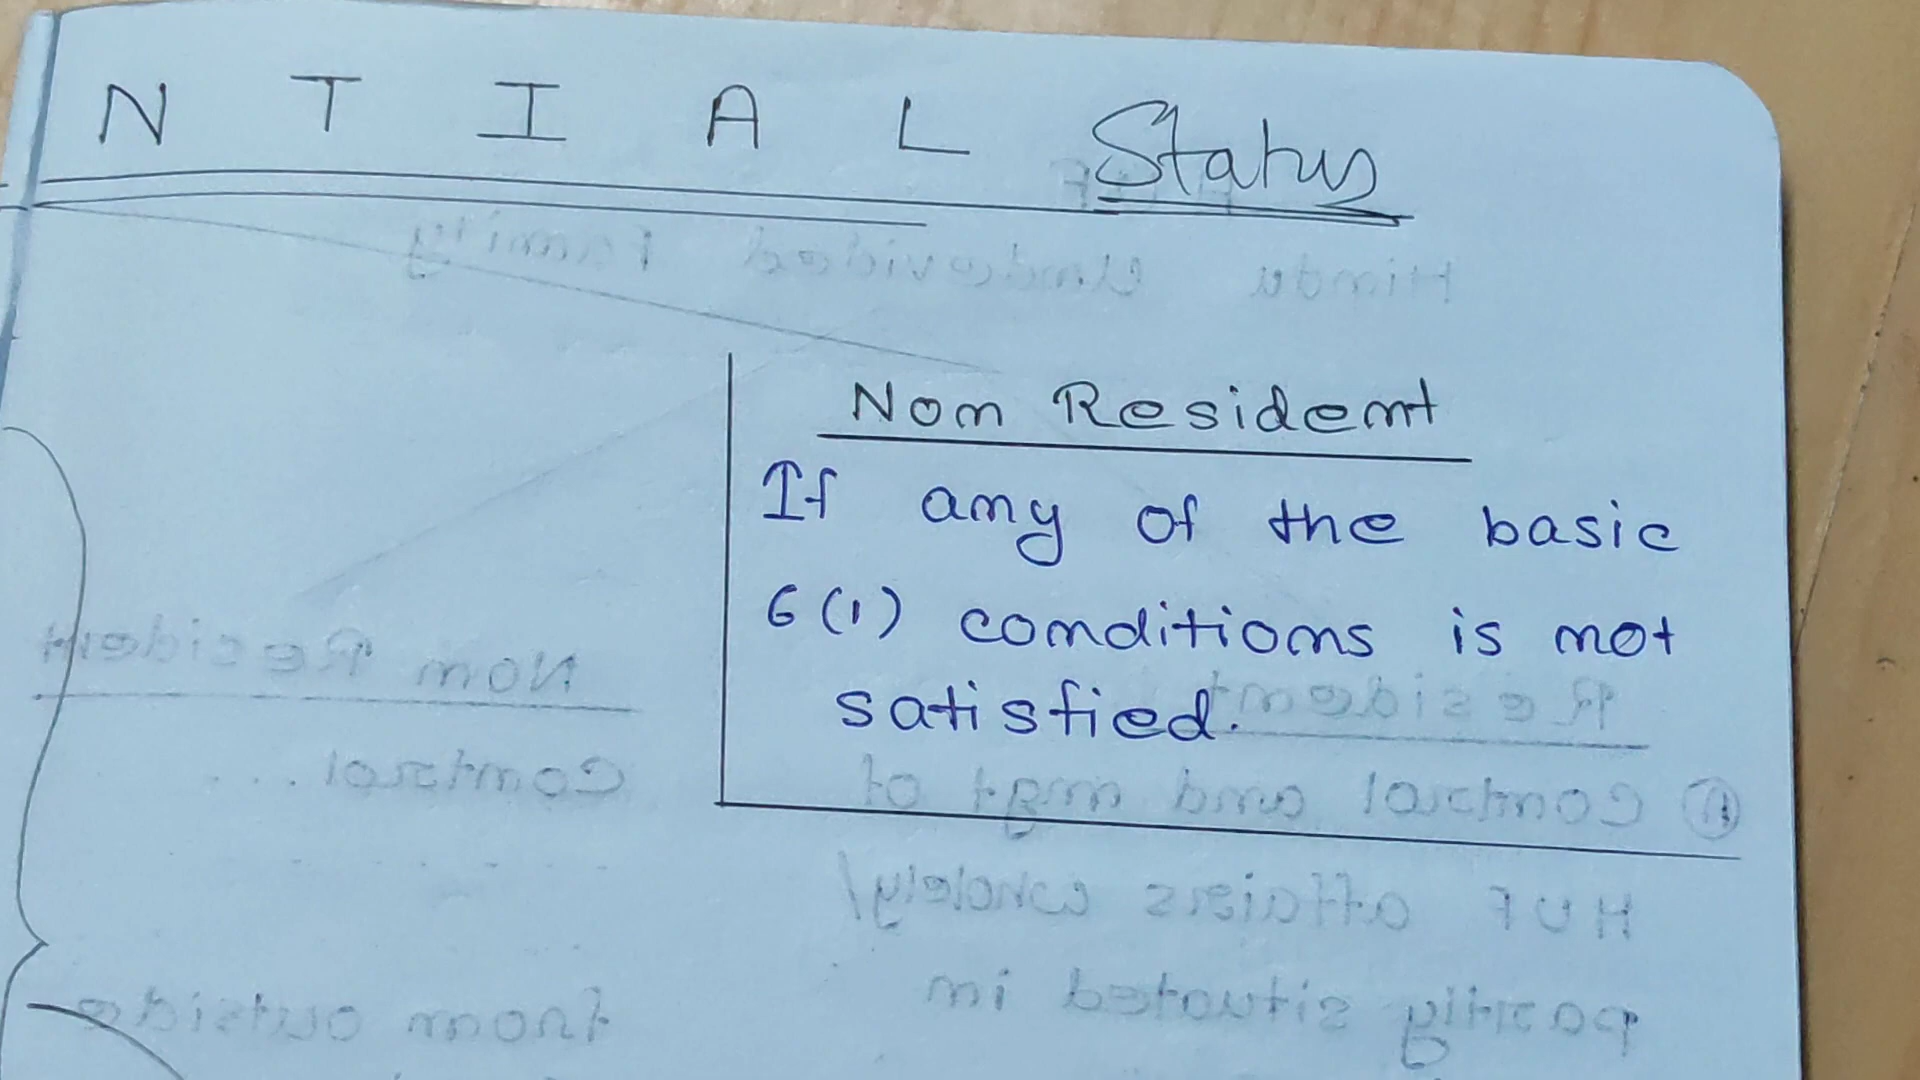 N T I A L Status
Non Resident
If any of the basic
6(1) conditions is not
satisfied.